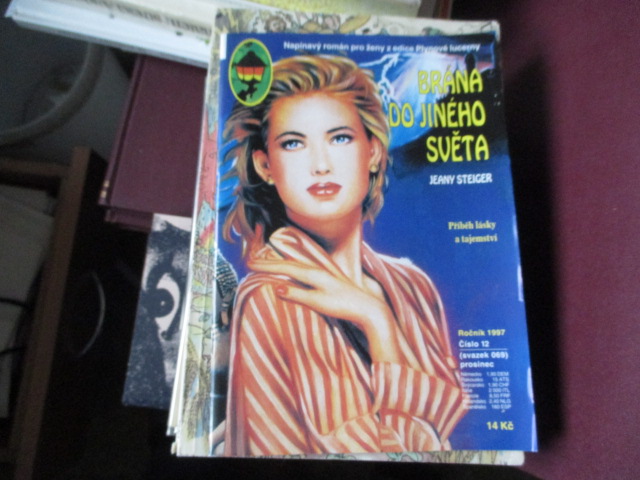 Napínavý román pro ženy z edice Plynové lucerny
BRÁNA
DO JINÉHO
SVĚTA
JEANY STEIGER
Příběh lásky
a tajemství
Ročník 1997
Číslo 12
(svazek 069)
prosinec
14 Kč